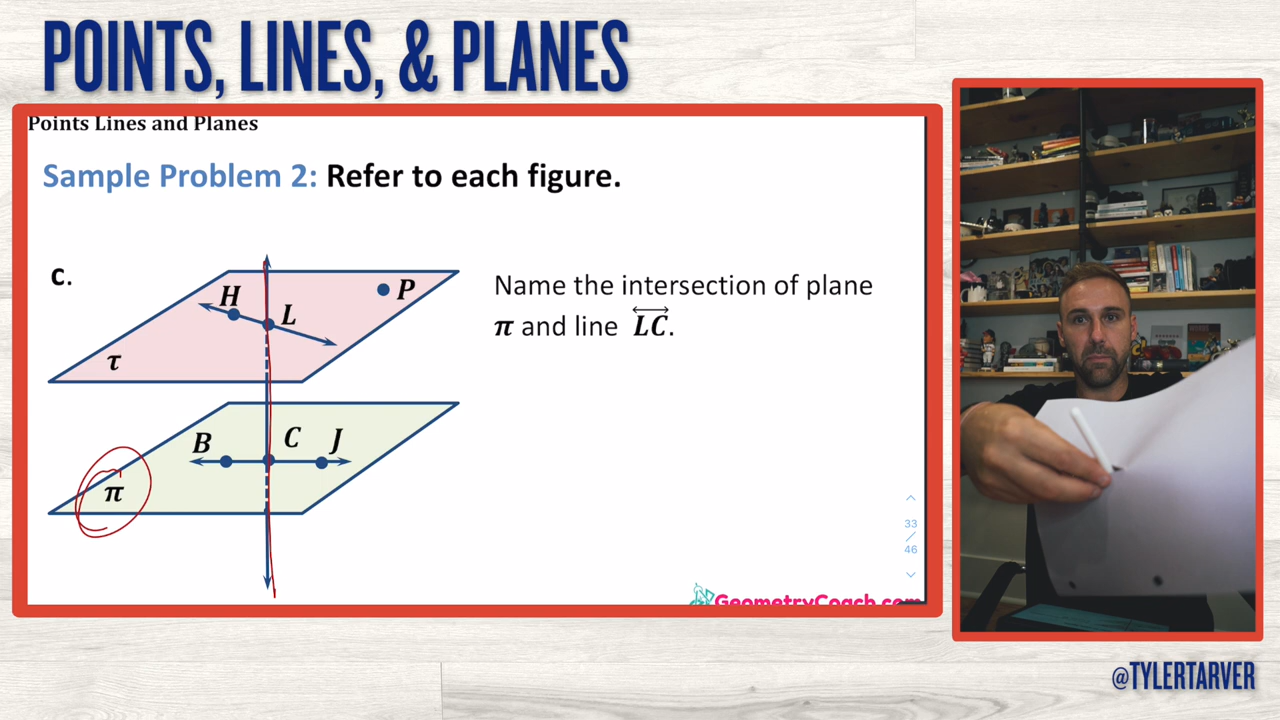 POINTS, LINES, & PLANES
Points Lines and Planes
Sample Problem 2: Refer to each figure.
c.
H
L
P
τ
Name the intersection of plane
π and line LC.
B
C
J
π
33
/
46
GeometryCoach.com
@TYLERTARVER